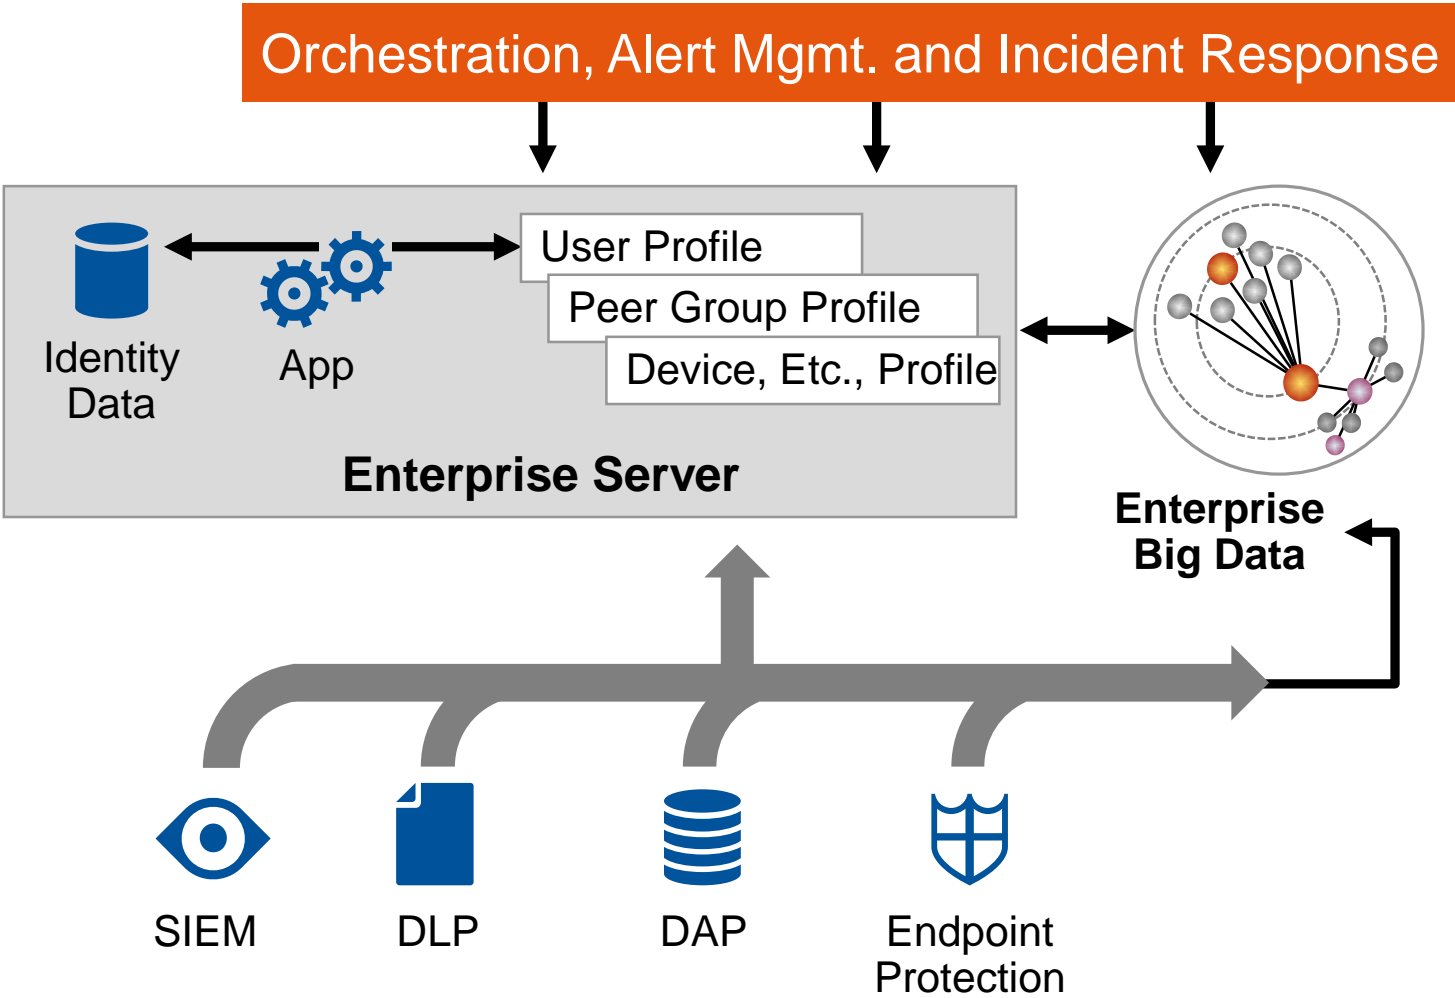 Orchestration, Alert Mgmt. and Incident Response
User Profile
Peer Group Profile
Device, Etc., Profile
Identity
Data
App
Enterprise Server
Enterprise
Big Data
SIEM
DLP
DAP
Endpoint
Protection